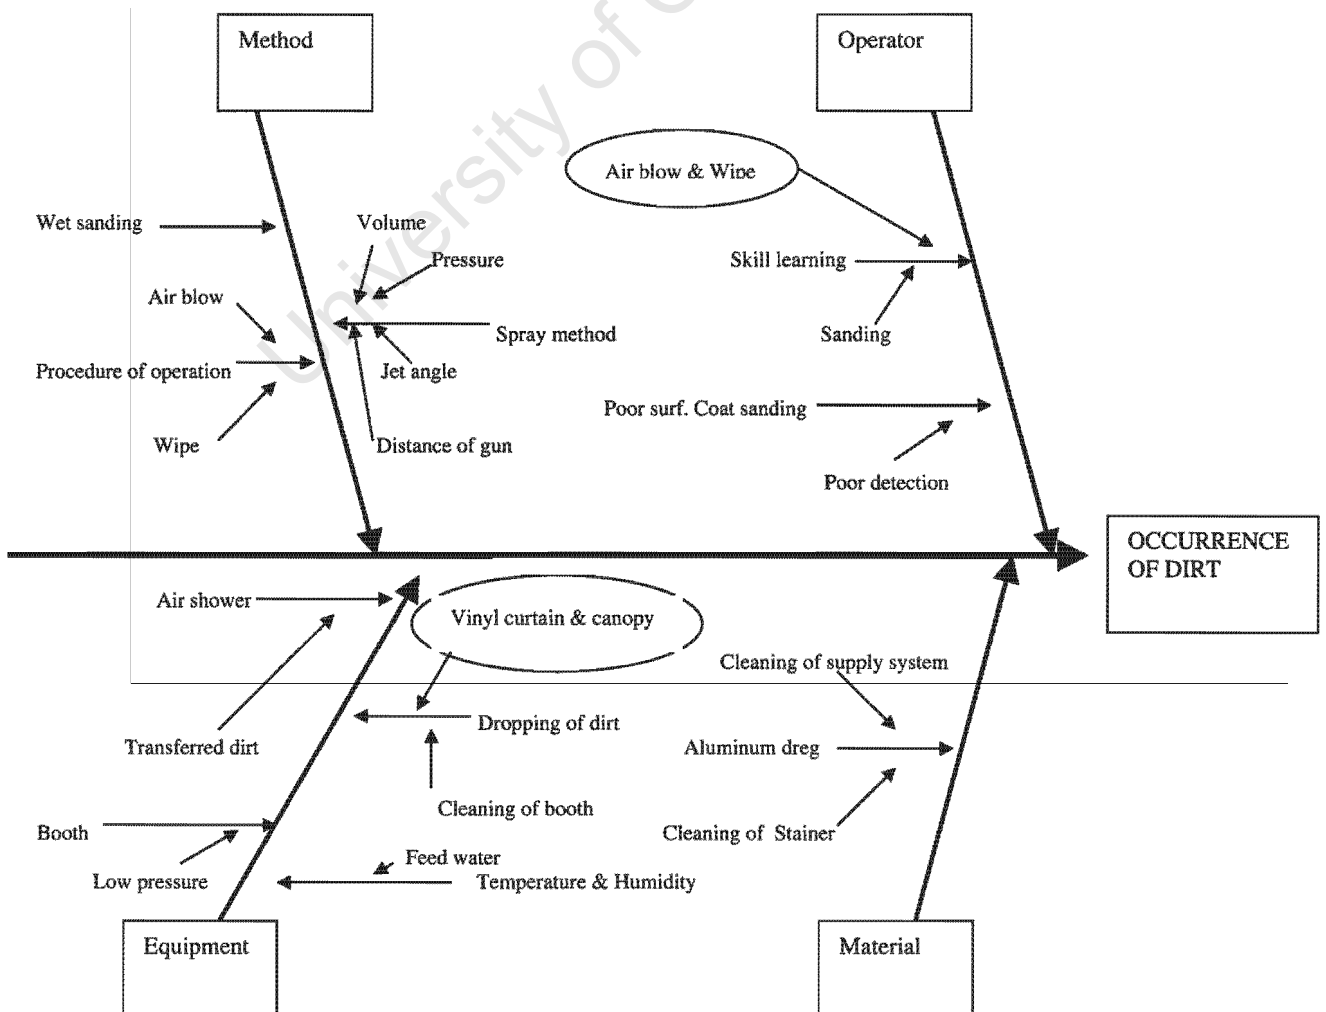 Method
Operator
University of C
Air blow & Wipe
Wet sanding
Volume
Pressure
Skill learning
Air blow
Spray method
Sanding
Procedure of operation
Jet angle
Poor surf. Coat sanding
Wipe
Distance of gun
Poor detection
OCCURRENCE
OF DIRT
Air shower
Vinyl curtain & canopy
Cleaning of supply system
Dropping of dirt
Transferred dirt
Aluminum dreg
Cleaning of booth
Booth
Cleaning of Stainer
Feed water
Low pressure
Temperature & Humidity
Equipment
Material